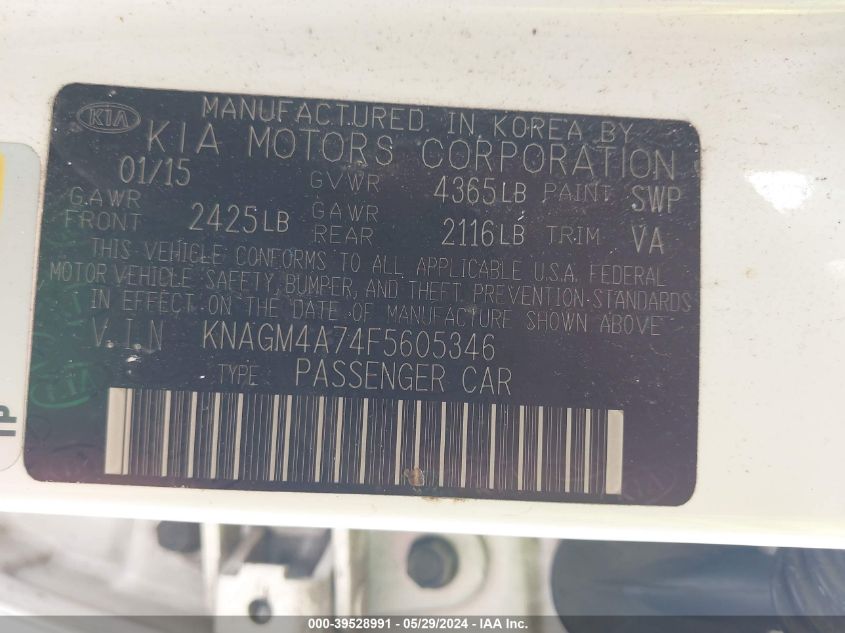 KIA
MANUFACTURED IN KOREA BY
KIA MOTORS CORPORATION
01/15 GVWR 4365LB PAINT SWP
G.AWR FRONT 2425LB GAWR REAR 2116LB TRIM VA
THIS VEHICLE CONFORMS TO ALL APPLICABLE U.S.A. FEDERAL
MOTOR VEHICLE SAFETY, BUMPER, AND THEFT PREVENTION STANDARDS
IN EFFECT ON THE DATE OF MANUFACTURE SHOWN ABOVE
V.I.N KNAGM4A74F5605346
TYPE PASSENGER CAR
000-39528991 / 05/29/2024 - IAA Inc.